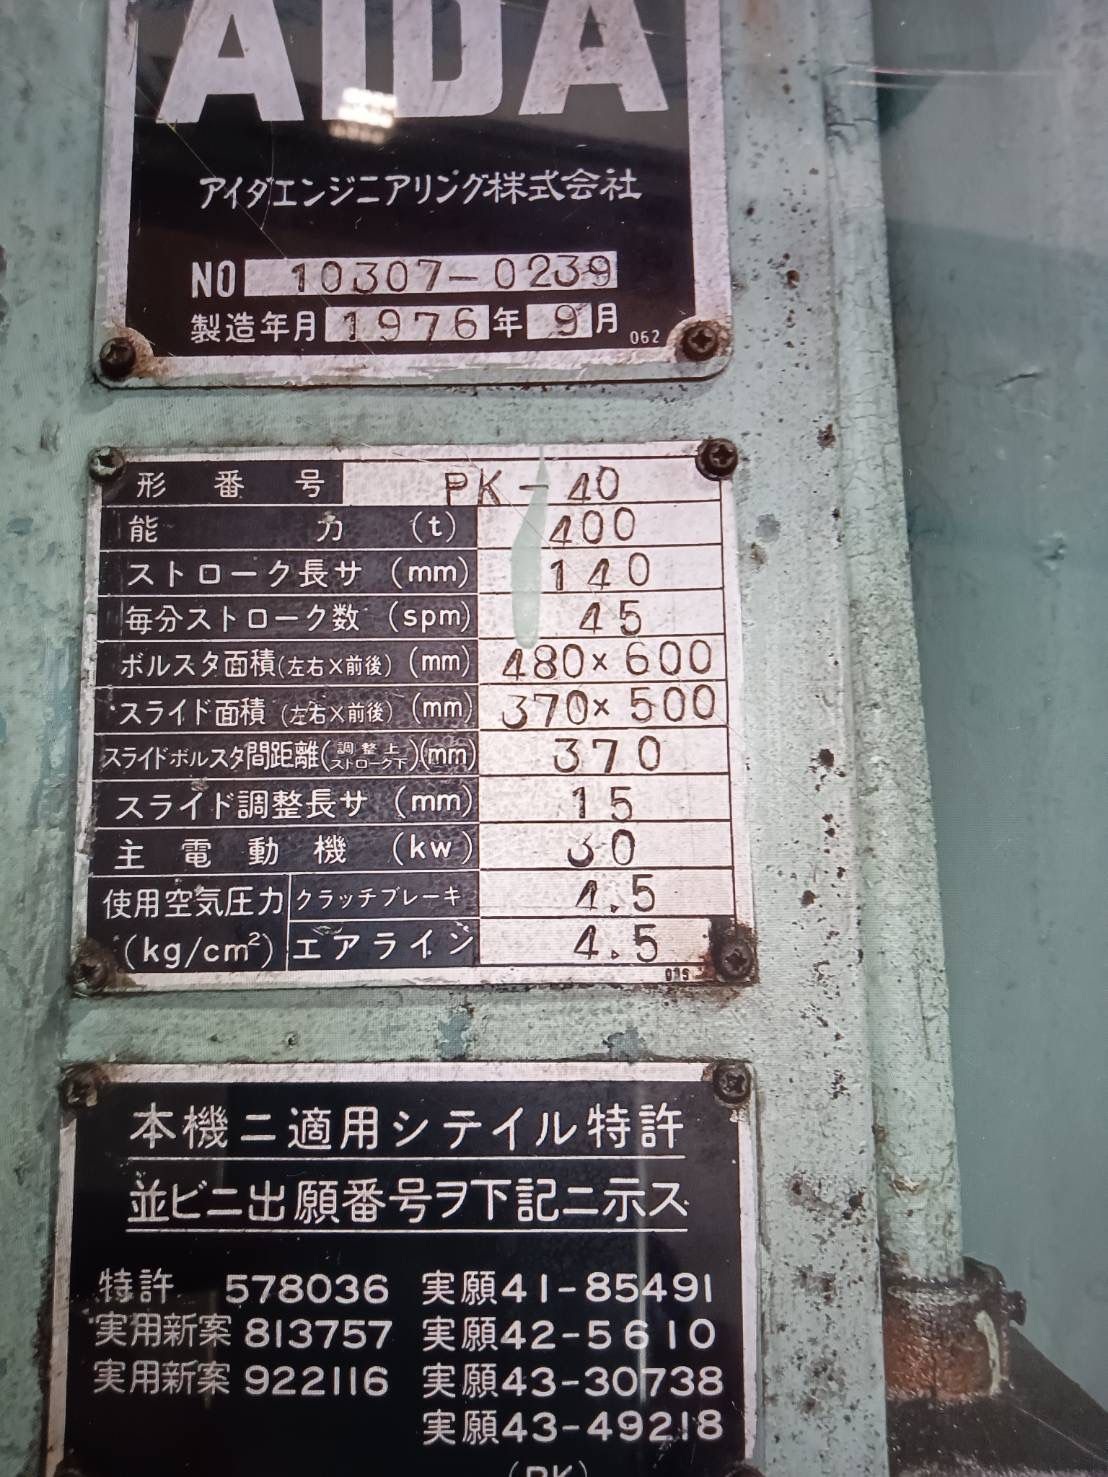 AIDA
アイダエンジニアリング株式会社
NO 10307-0239
製造年月 1976年 9月 062
形番号 PK-40
能力 (t) 400
ストローク長サ (mm) 140
毎分ストローク数 (spm) 45
ボルスタ面積(左右×前後) (mm) 480×600
スライド面積 (左右×前後) (mm) 370×500
スライドボルスタ間距離(調整上ストローク下)(mm) 370
スライド調整長サ (mm) 15
主電動機 (kw) 30
使用空気圧力 クラッチブレーキ 4.5
(kg/cm²) エアライン 4.5
本機ニ適用シテイル特許
並ビニ出願番号ヲ下記ニ示ス
特許 578036 実願41-85491
実用新案 813757 実願42-5610
実用新案 922116 実願43-30738
実願43-49218
(PK)